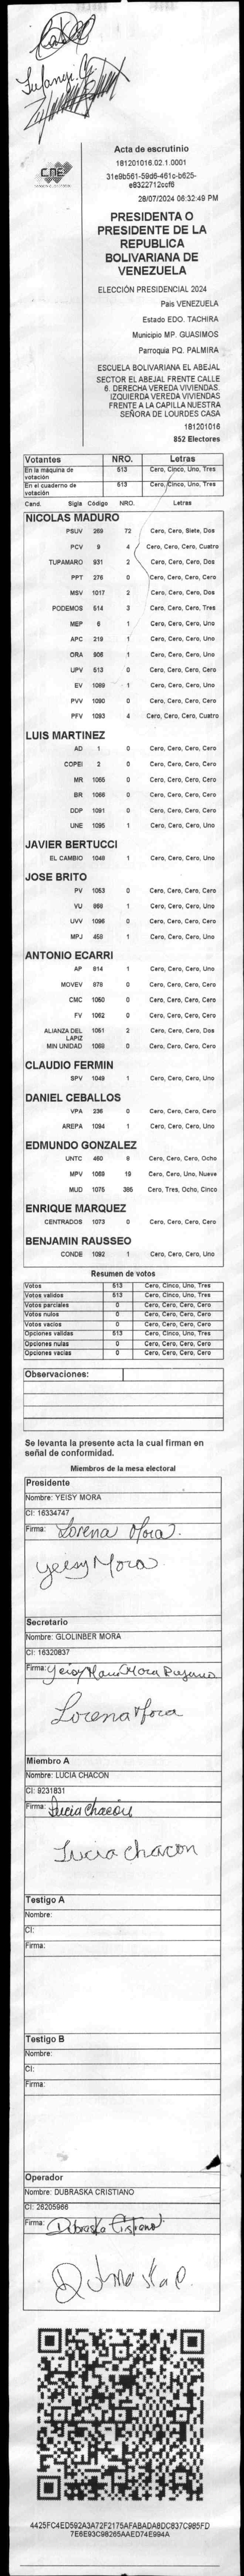 CNE
Acta de escrutinio
181201016.02.1.0001
28/07/2024 06:32:49 PM
PRESIDENTA O
PRESIDENTE DE LA
REPUBLICA
BOLIVARIANA DE
VENEZUELA
ELECCIÓN PRESIDENCIAL 2024
Pais VENEZUELA
Estado EDO. TACHIRA
Municipio MP. GUASIMOS
Parroquia PQ. PALMIRA
ESCUELA BOLIVARIANA EL ABEJAL
SECTOR EL ABEJAL FRENTE CALLE
6. DERECHA VEREDA VIVIENDAS.
IZQUIERDA VEREDA VIVIENDAS
FRENTE A LA CAPILLA NUESTRA
SEÑORA DE LOURDES CASA
181201016
852 Electores
Votantes NRO. Letras
En la máquina de votación 513 Cero, Cinco, Uno, Tres
En el cuaderno de votación 513 Cero, Cinco, Uno, Tres
Cand. Sigla Código NRO. Letras
NICOLAS MADURO
PSUV 269 72 Cero, Cero, Siete, Dos
PCV 9 4 Cero, Cero, Cero, Cuatro
TUPAMARO 931 2 Cero, Cero, Cero, Dos
PPT 276 0 Cero, Cero, Cero, Cero
MSV 1017 2 Cero, Cero, Cero, Dos
PODEMOS 514 3 Cero, Cero, Cero, Tres
MEP 6 1 Cero, Cero, Cero, Uno
APC 219 1 Cero, Cero, Cero, Uno
ORA 906 1 Cero, Cero, Cero, Uno
UPV 513 0 Cero, Cero, Cero, Cero
EV 1089 1 Cero, Cero, Cero, Uno
PVV 1090 0 Cero, Cero, Cero, Cero
PFV 1093 4 Cero, Cero, Cero, Cuatro
LUIS MARTINEZ
AD 1 0 Cero, Cero, Cero, Cero
COPEI 2 0 Cero, Cero, Cero, Cero
MR 1065 0 Cero, Cero, Cero, Cero
BR 1066 0 Cero, Cero, Cero, Cero
DDP 1091 0 Cero, Cero, Cero, Cero
UNE 1095 1 Cero, Cero, Cero, Uno
JAVIER BERTUCCI
EL CAMBIO 1048 1 Cero, Cero, Cero, Uno
JOSE BRITO
PV 1053 0 Cero, Cero, Cero, Cero
VU 969 1 Cero, Cero, Cero, Uno
UVV 1096 0 Cero, Cero, Cero, Cero
MPJ 458 1 Cero, Cero, Cero, Uno
ANTONIO ECARRI
AP 814 1 Cero, Cero, Cero, Uno
MOVEV 878 0 Cero, Cero, Cero, Cero
CMC 1050 0 Cero, Cero, Cero, Cero
FV 1062 0 Cero, Cero, Cero, Cero
ALIANZA DEL LAPIZ 1061 2 Cero, Cero, Cero, Dos
MIN UNIDAD 1069 0 Cero, Cero, Cero, Cero
CLAUDIO FERMIN
SPV 1049 1 Cero, Cero, Cero, Uno
DANIEL CEBALLOS
VPA 236 0 Cero, Cero, Cero, Cero
AREPA 1094 1 Cero, Cero, Cero, Uno
EDMUNDO GONZALEZ
UNTC 460 8 Cero, Cero, Cero, Ocho
MPV 1059 19 Cero, Cero, Uno, Nueve
MUD 1075 385 Cero, Tres, Ocho, Cinco
ENRIQUE MARQUEZ
CENTRADOS 1073 0 Cero, Cero, Cero, Cero
BENJAMIN RAUSSEO
CONDE 1092 1 Cero, Cero, Cero, Uno
Resumen de votos
Votos 513 Cero, Cinco, Uno, Tres
Votos validos 513 Cero, Cinco, Uno, Tres
Votos parciales 0 Cero, Cero, Cero, Cero
Votos nulos 0 Cero, Cero, Cero, Cero
Votos vacios 0 Cero, Cero, Cero, Cero
Opciones validas 513 Cero, Cinco, Uno, Tres
Opciones nulas 0 Cero, Cero, Cero, Cero
Opciones vacias 0 Cero, Cero, Cero, Cero
Observaciones:
Se levanta la presente acta la cual firman en
señal de conformidad.
Miembros de la mesa electoral
Presidente
Nombre: YEISY MORA
CI: 16334747
Firma: Lorena Mora.
Yeisy Mora
Secretario
Nombre: GLOLINBER MORA
CI: 16320837
Firma: Mora
Lorena Mora
Miembro A
Nombre: LUCIA CHACON
CI: 9231831
Firma: Lucia Chacon
Lucia Chacon
Testigo A
Nombre:
CI:
Firma:
Testigo B
Nombre:
CI:
Firma:
Operador
Nombre: DUBRASKA CRISTIANO
CI: 26205966
Firma: Dubraska Cristiano